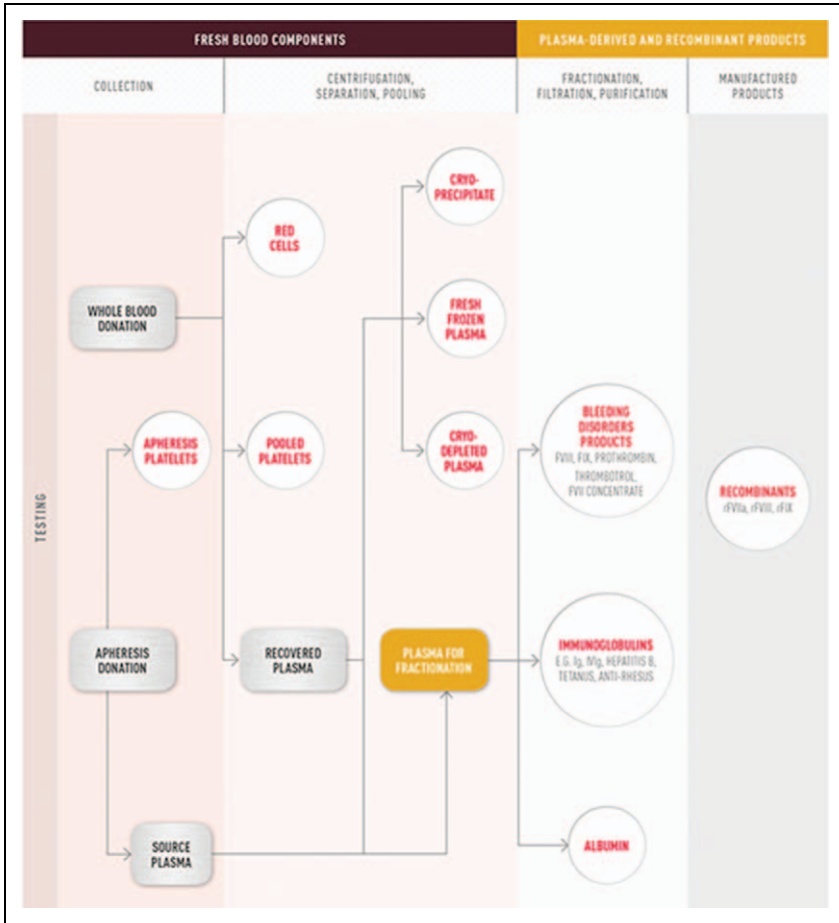 FRESH BLOOD COMPONENTS
PLASMA-DERIVED AND RECOMBINANT PRODUCTS
COLLECTION
CENTRIFUGATION,
SEPARATION, POOLING
FRACTIONATION,
FILTRATION, PURIFICATION
MANUFACTURED
PRODUCTS
TESTING
CRYO-
PRECIPITATE
RED
CELLS
WHOLE BLOOD
DONATION
FRESH
FROZEN
PLASMA
APHERESIS
PLATELETS
POOLED
PLATELETS
CRYO-
DEPLETED
PLASMA
BLEEDING
DISORDERS
PRODUCTS
FVIII, FIX, PROTHROMBIN,
THROMBOTROL,
FVII CONCENTRATE
RECOMBINANTS
rFVIIa, rFVIII, rFIX
APHERESIS
DONATION
RECOVERED
PLASMA
PLASMA FOR
FRACTIONATION
IMMUNOGLOBULINS
E.G. Ig, IVIg, HEPATITIS B,
TETANUS, ANTI-RHESUS
SOURCE
PLASMA
ALBUMIN